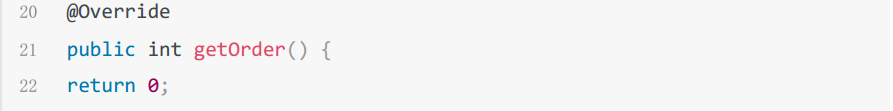 20 @Override
21 public int getOrder() {
22 return 0;